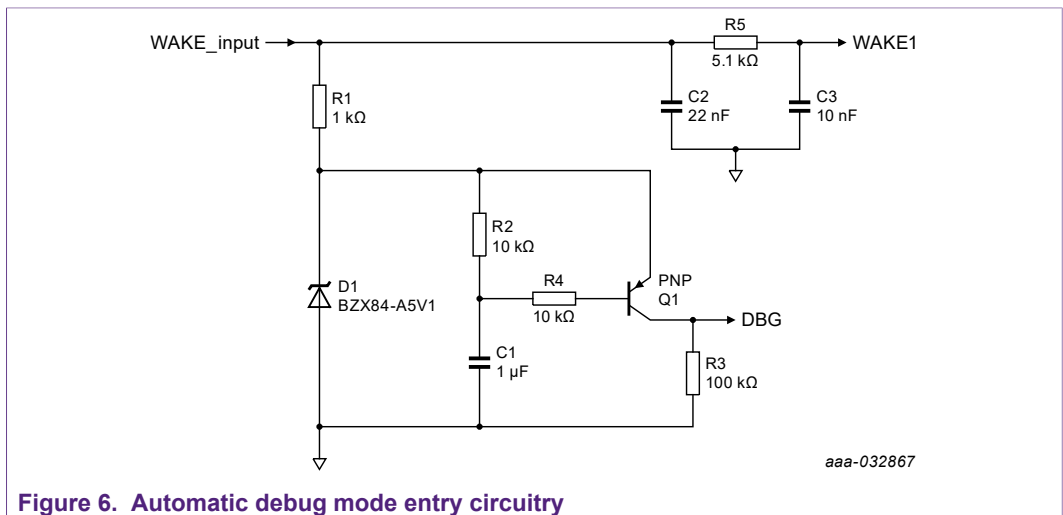 WAKE_input
R5
5.1 kΩ
WAKE1
R1
1 kΩ
C2
22 nF
C3
10 nF
R2
10 kΩ
D1
BZX84-A5V1
R4
10 kΩ
PNP
Q1
DBG
C1
1 µF
R3
100 kΩ
aaa-032867
Figure 6. Automatic debug mode entry circuitry